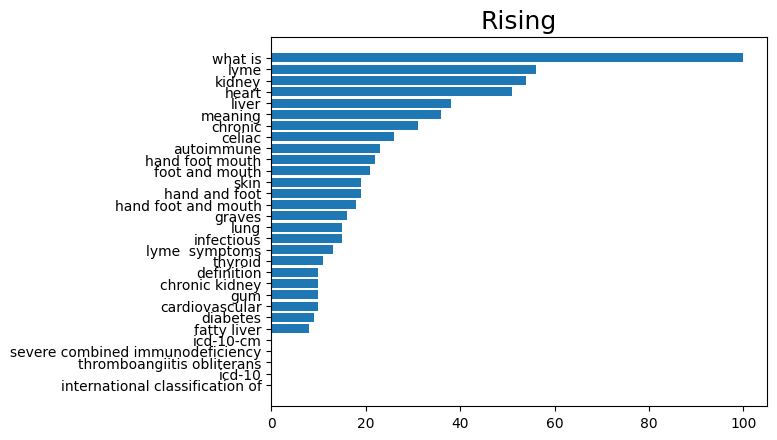 Rising
what is
lyme
kidney
heart
liver
meaning
chronic
celiac
autoimmune
hand foot mouth
foot and mouth
skin
hand and foot
hand foot and mouth
graves
lung
infectious
lyme  symptoms
thyroid
definition
chronic kidney
gum
cardiovascular
diabetes
fatty liver
icd-10-cm
severe combined immunodeficiency
thromboangiitis obliterans
icd-10
international classification of
0 20 40 60 80 100